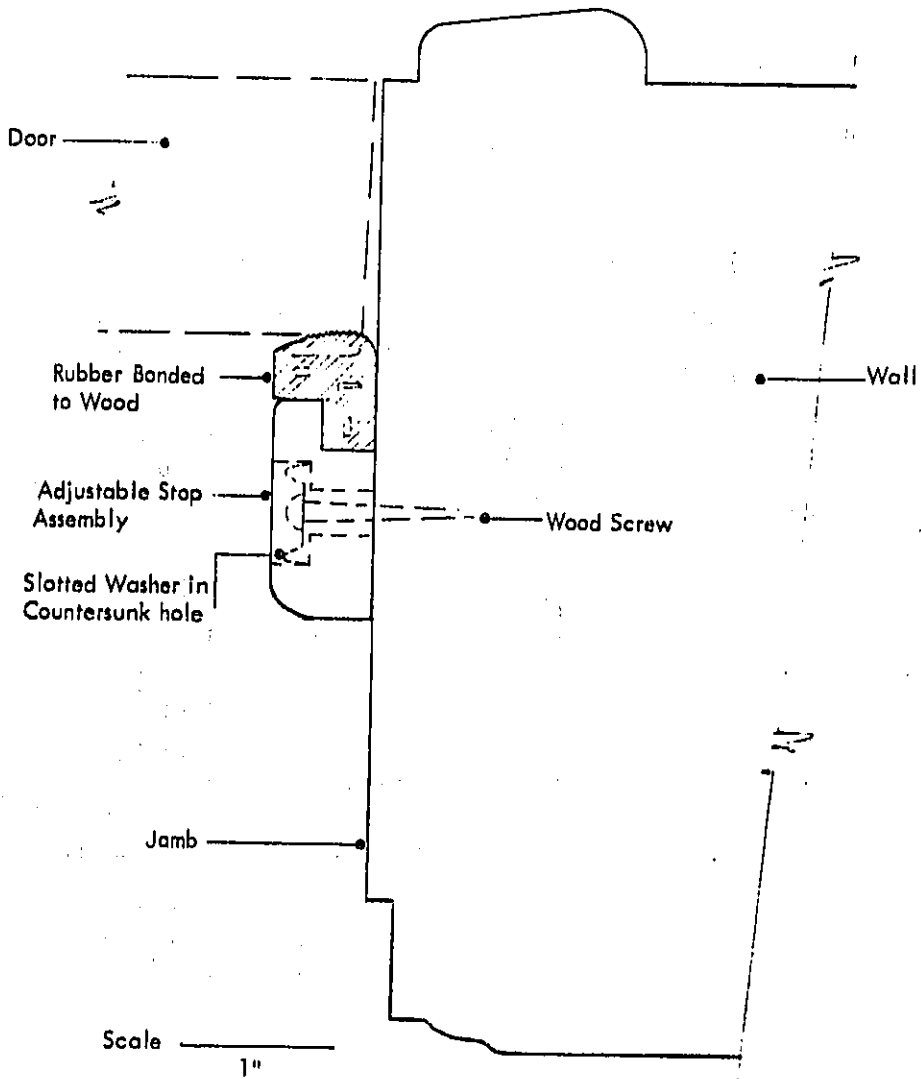 Door
Rubber Bonded
to Wood
Wall
Adjustable Stop
Assembly
Wood Screw
Slotted Washer in
Countersunk hole
Jamb
Scale
1"